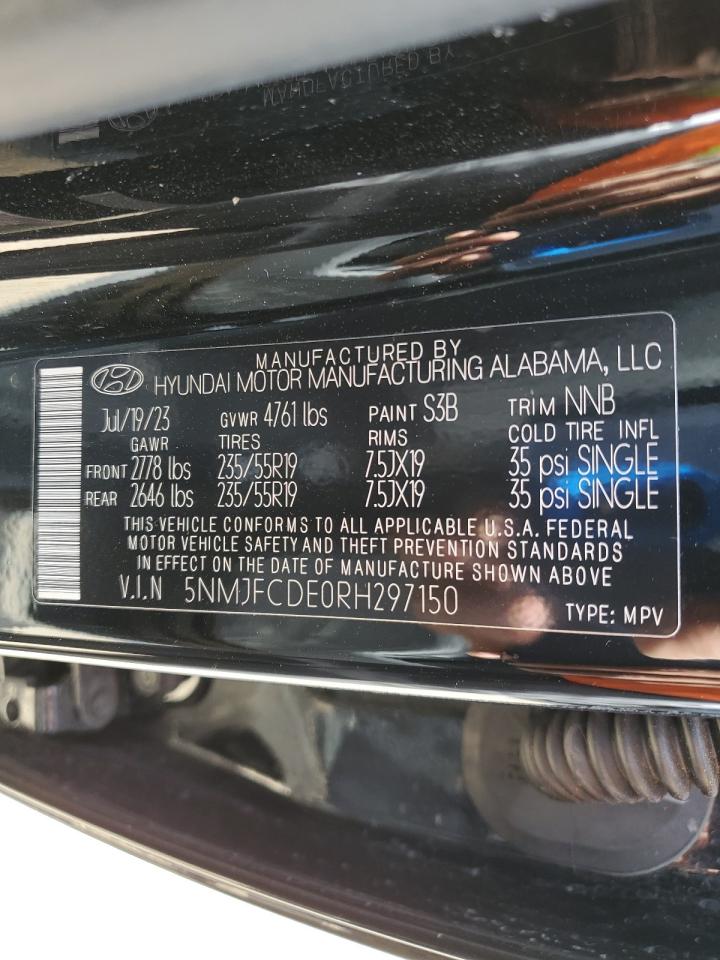 MANUFACTURED BY
HYUNDAI MOTOR MANUFACTURING ALABAMA, LLC
Jul/19/23 GVWR 4761 lbs PAINT S3B TRIM NNB
GAWR TIRES RIMS COLD TIRE INFL
FRONT 2778 lbs 235/55R19 7.5JX19 35 psi SINGLE
REAR 2646 lbs 235/55R19 7.5JX19 35 psi SINGLE
THIS VEHICLE CONFORMS TO ALL APPLICABLE U.S.A. FEDERAL
MOTOR VEHICLE SAFETY AND THEFT PREVENTION STANDARDS
IN EFFECT ON THE DATE OF MANUFACTURE SHOWN ABOVE
V.I.N 5NMJFCDE0RH297150 TYPE: MPV